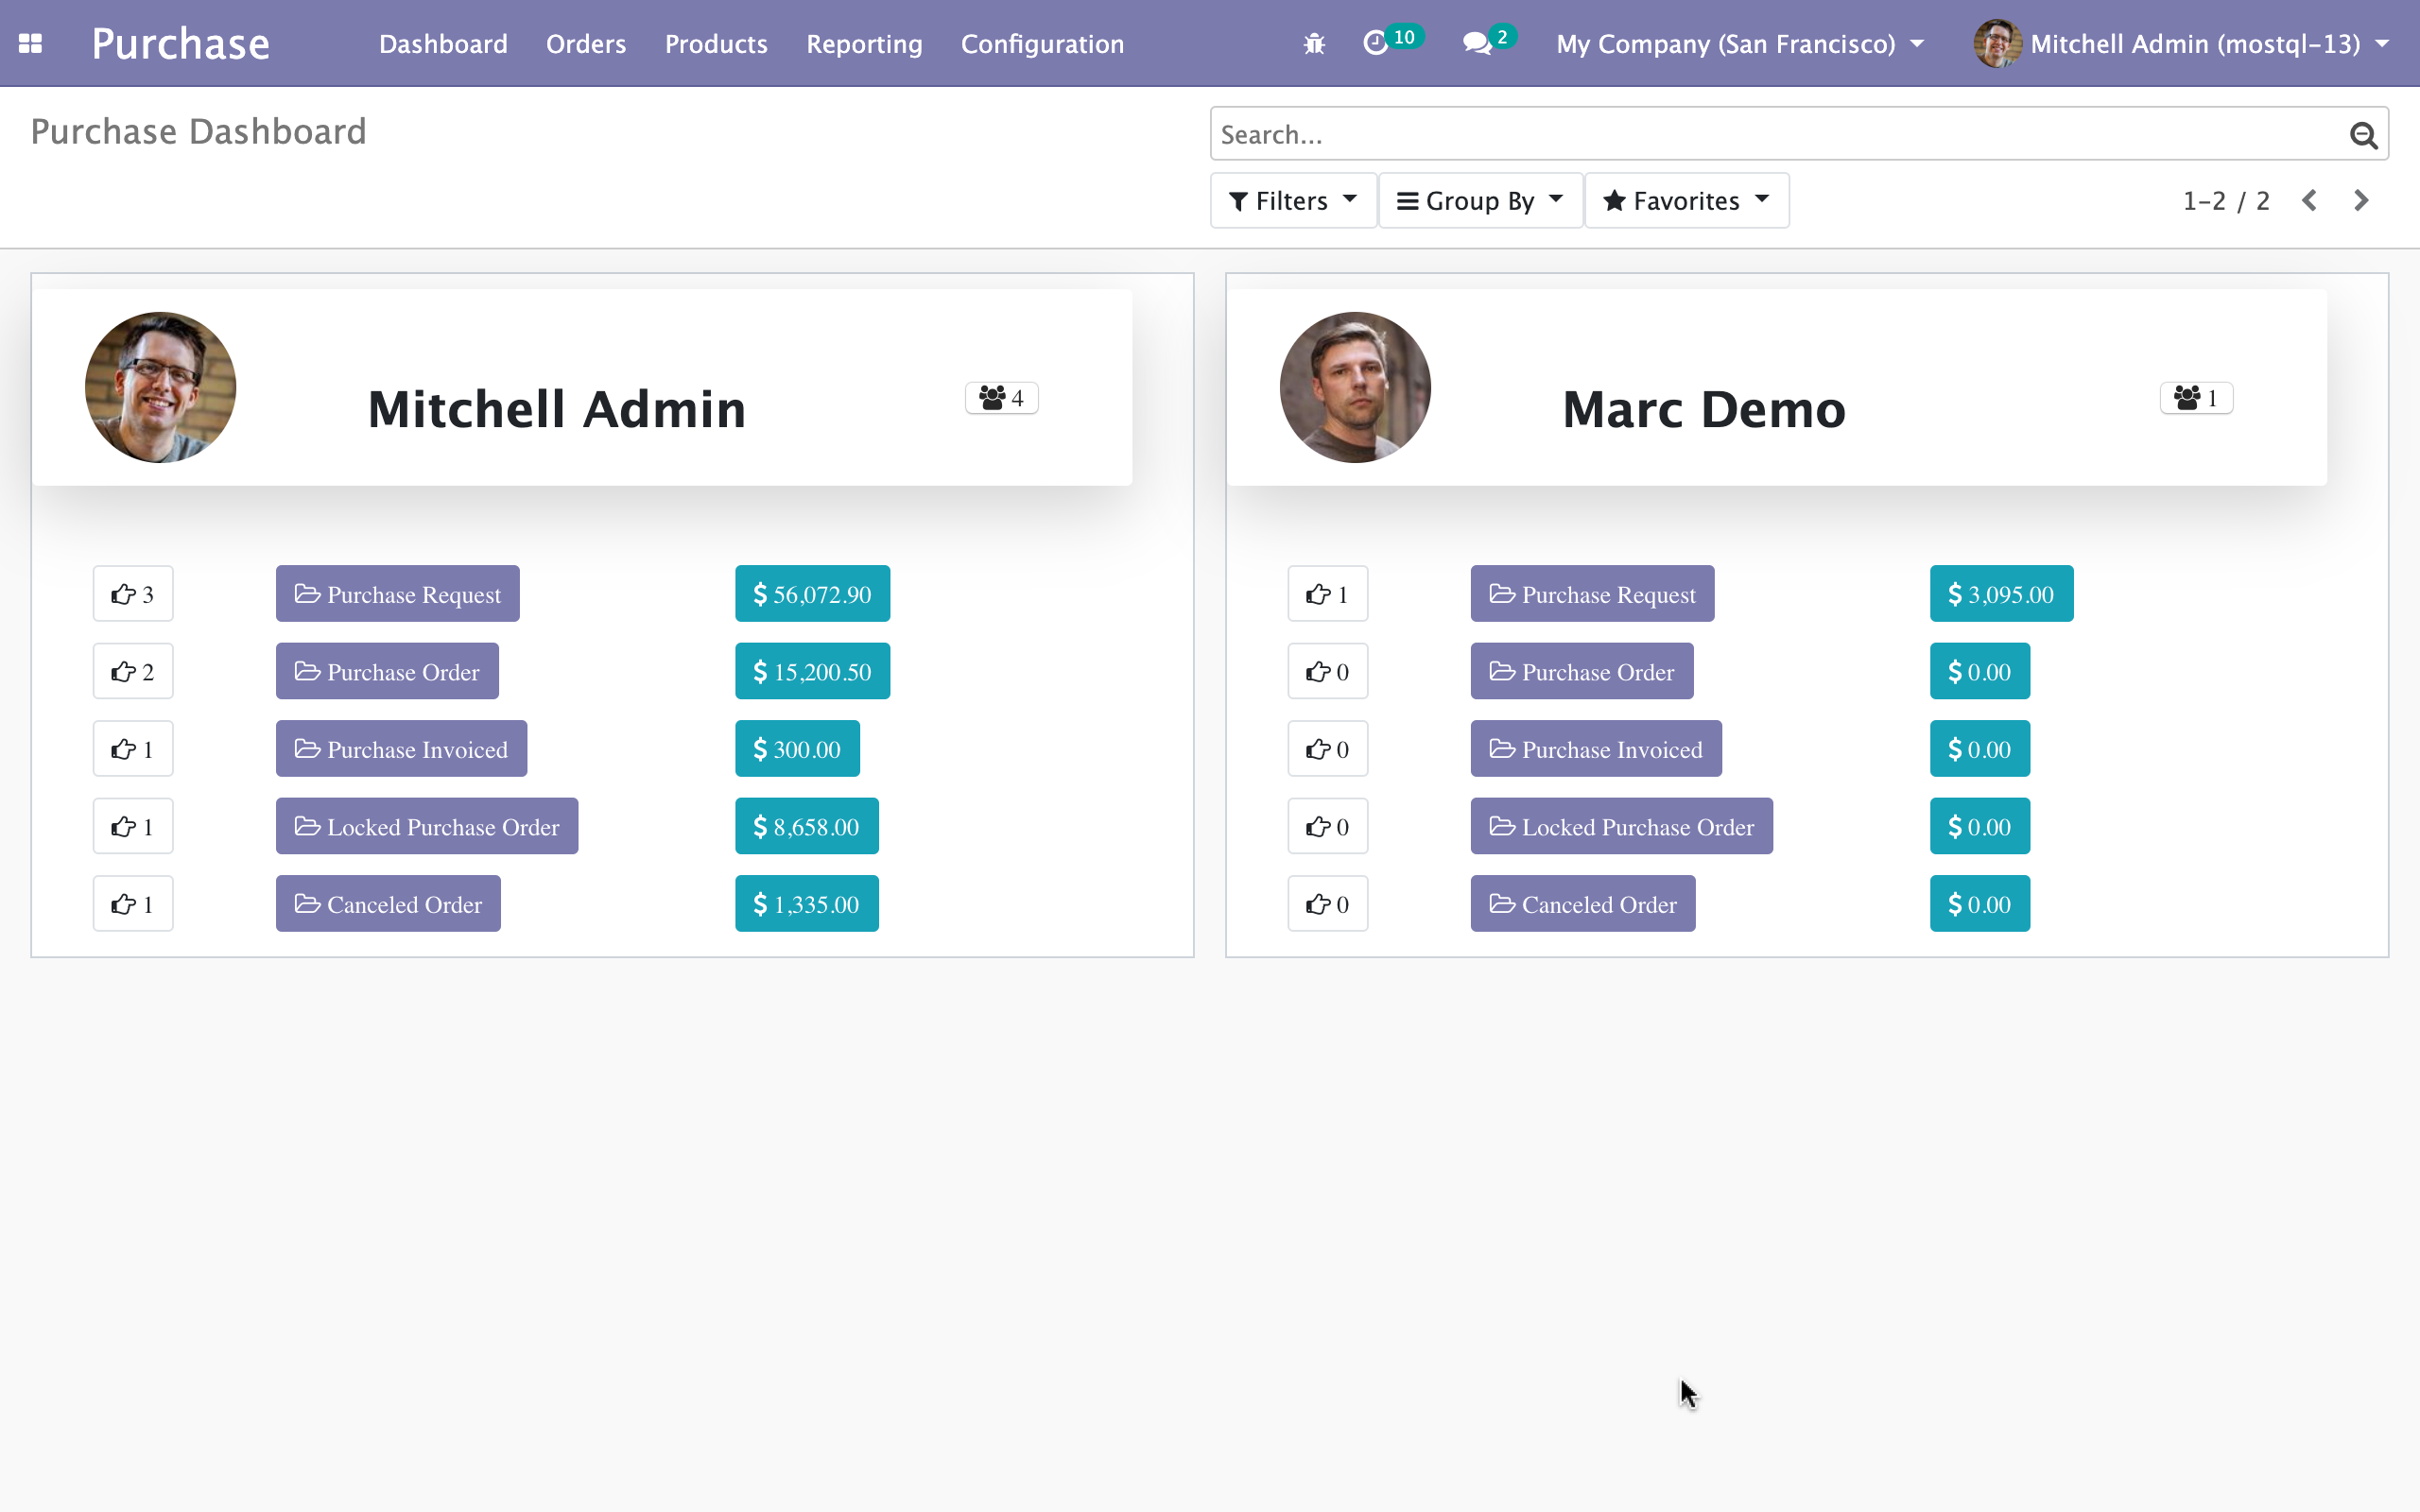 Purchase Dashboard Orders Products Reporting Configuration 10 2 My Company (San Francisco) Mitchell Admin (mostql-13)
Purchase Dashboard
Search...
Filters Group By Favorites 1-2 / 2
Mitchell Admin 4
3 Purchase Request $ 56,072.90
2 Purchase Order $ 15,200.50
1 Purchase Invoiced $ 300.00
1 Locked Purchase Order $ 8,658.00
1 Canceled Order $ 1,335.00
Marc Demo 1
1 Purchase Request $ 3,095.00
0 Purchase Order $ 0.00
0 Purchase Invoiced $ 0.00
0 Locked Purchase Order $ 0.00
0 Canceled Order $ 0.00